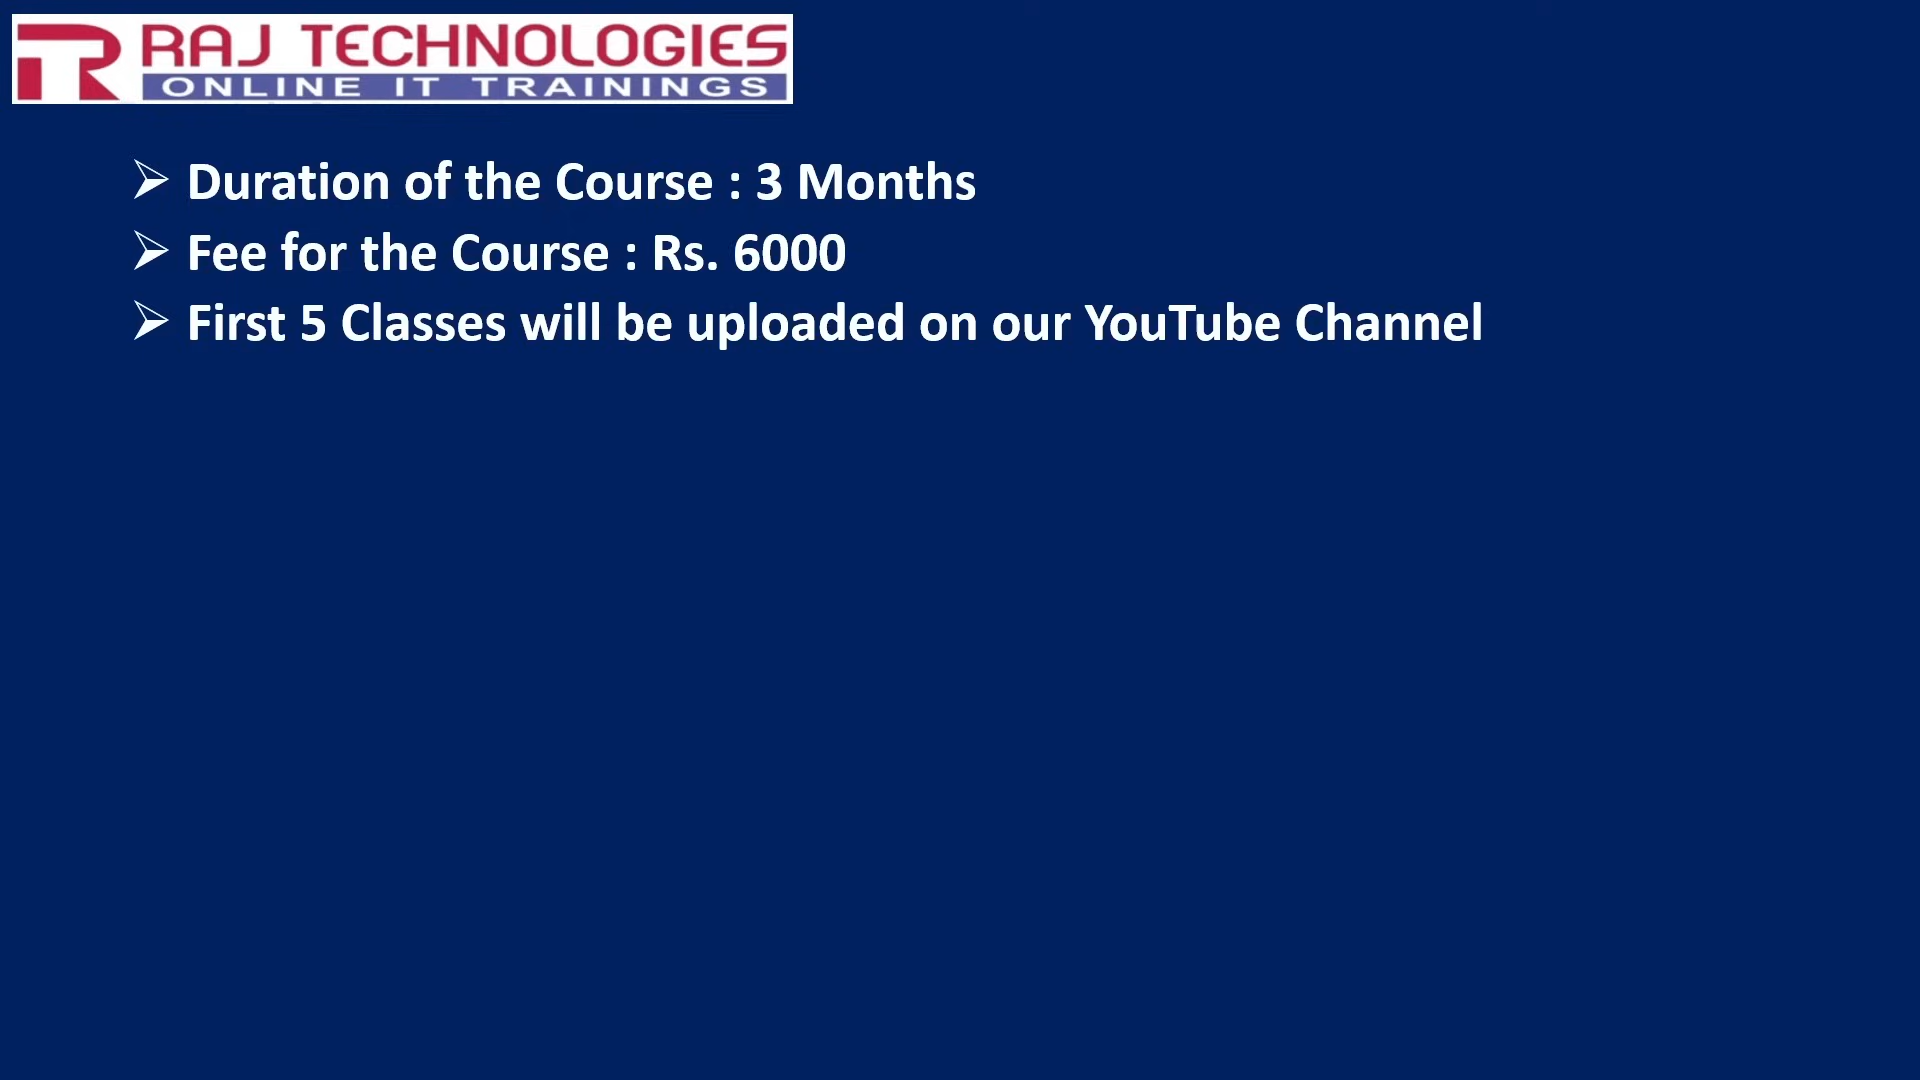 RAJ TECHNOLOGIES
ONLINE IT TRAININGS
Duration of the Course : 3 Months
Fee for the Course : Rs. 6000
First 5 Classes will be uploaded on our YouTube Channel